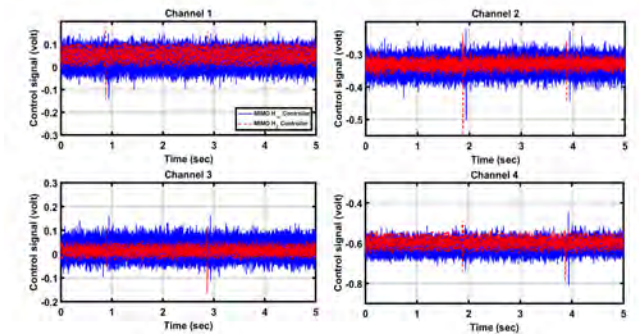 Channel 1
Control signal (volt)
0.1
0
-0.1
-0.2
-0.3
0 1 2 3 4 5
Time (sec)
MIMO H∞ Controller
MIMO H2 Controller
Channel 2
Control signal (volt)
-0.3
-0.4
-0.5
0 1 2 3 4 5
Time (sec)
Channel 3
Control signal (volt)
0.3
0.2
0.1
0
-0.1
-0.2
0 1 2 3 4 5
Time (sec)
Channel 4
Control signal (volt)
-0.4
-0.6
-0.8
0 1 2 3 4 5
Time (sec)